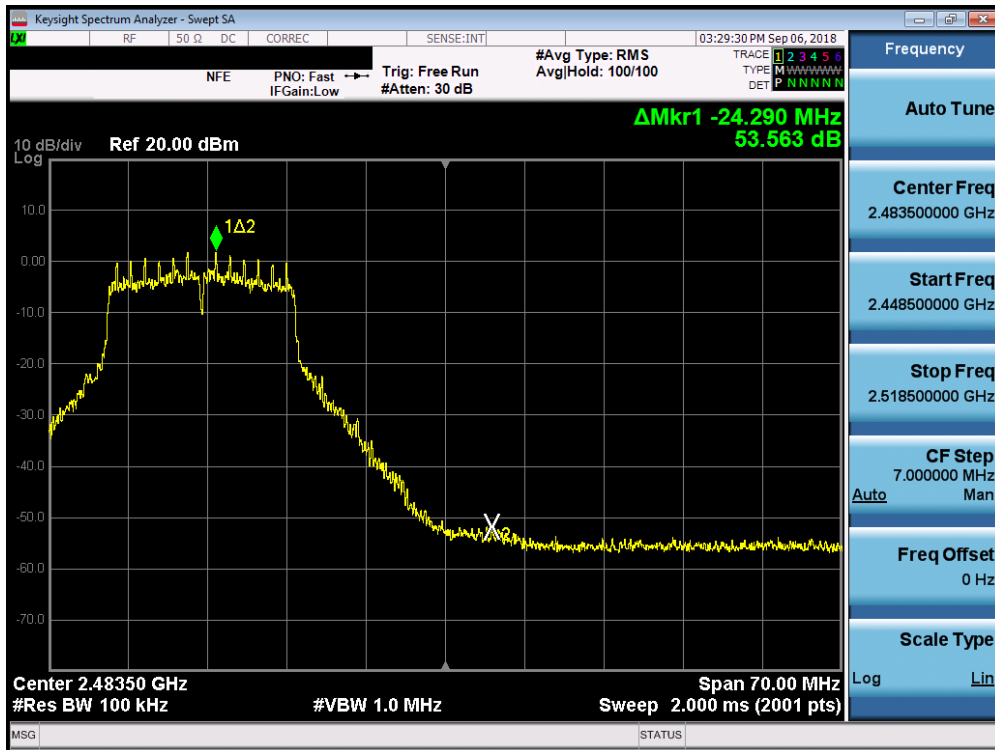 Keysight Spectrum Analyzer - Swept SA
LXI RF 50 Ω DC CORREC SENSE:INT 03:29:30 PM Sep 06, 2018
NFE PNO: Fast Trig: Free Run #Avg Type: RMS TRACE 1 2 3 4 5 6
IFGain:Low #Atten: 30 dB Avg|Hold: 100/100 TYPE M W W W W W
DET P N N N N N
ΔMkr1 -24.290 MHz
53.563 dB
10 dB/div Ref 20.00 dBm
Log
10.0
1Δ2
0.00
-10.0
-20.0
-30.0
-40.0
-50.0
2
-60.0
-70.0
Center 2.48350 GHz Span 70.00 MHz
#Res BW 100 kHz #VBW 1.0 MHz Sweep 2.000 ms (2001 pts)
MSG STATUS
Frequency
Auto Tune
Center Freq
2.483500000 GHz
Start Freq
2.448500000 GHz
Stop Freq
2.518500000 GHz
CF Step
7.000000 MHz
Auto Man
Freq Offset
0 Hz
Scale Type
Log Lin